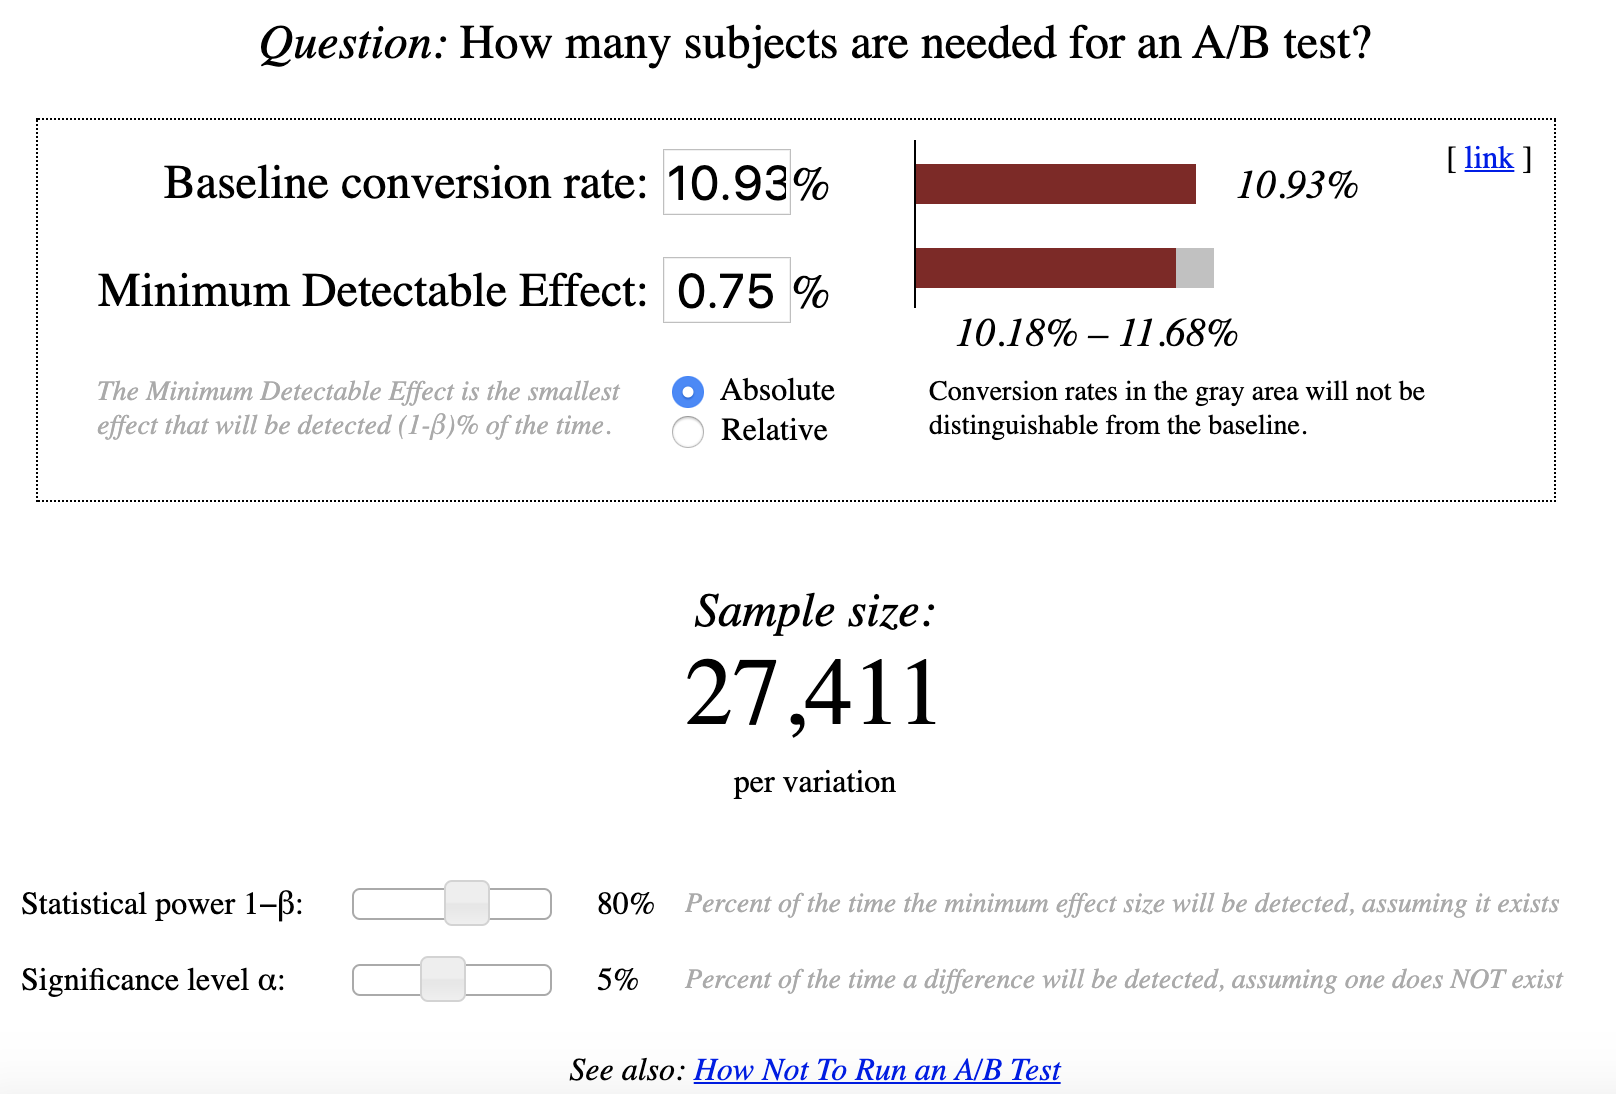 Question: How many subjects are needed for an A/B test?
[ link ]
Baseline conversion rate: 10.93%
10.93%
Minimum Detectable Effect: 0.75 %
10.18% – 11.68%
The Minimum Detectable Effect is the smallest
effect that will be detected (1-β)% of the time.
Absolute
Relative
Conversion rates in the gray area will not be
distinguishable from the baseline.
Sample size:
27,411
per variation
Statistical power 1–β: 80% Percent of the time the minimum effect size will be detected, assuming it exists
Significance level α: 5% Percent of the time a difference will be detected, assuming one does NOT exist
See also: How Not To Run an A/B Test